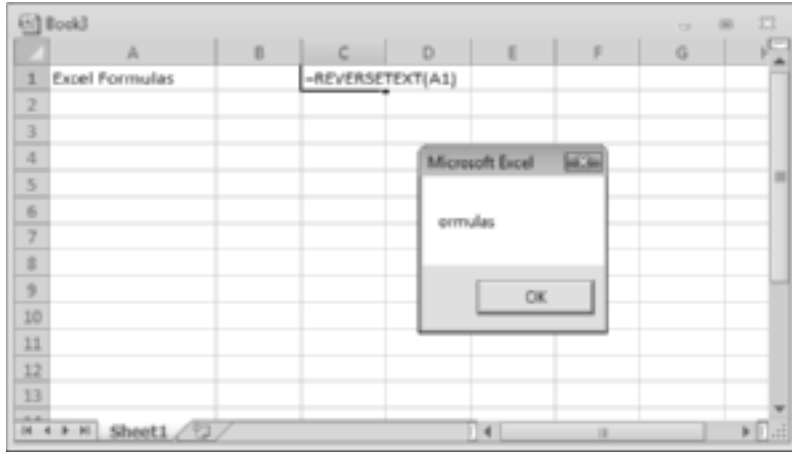 Book3
A B C D E F G H
1 Excel Formulas =REVERSETEXT(A1)
2
3
4
Microsoft Excel
5
6
ormulas
7
8
9
OK
10
11
12
13
14
Sheet1